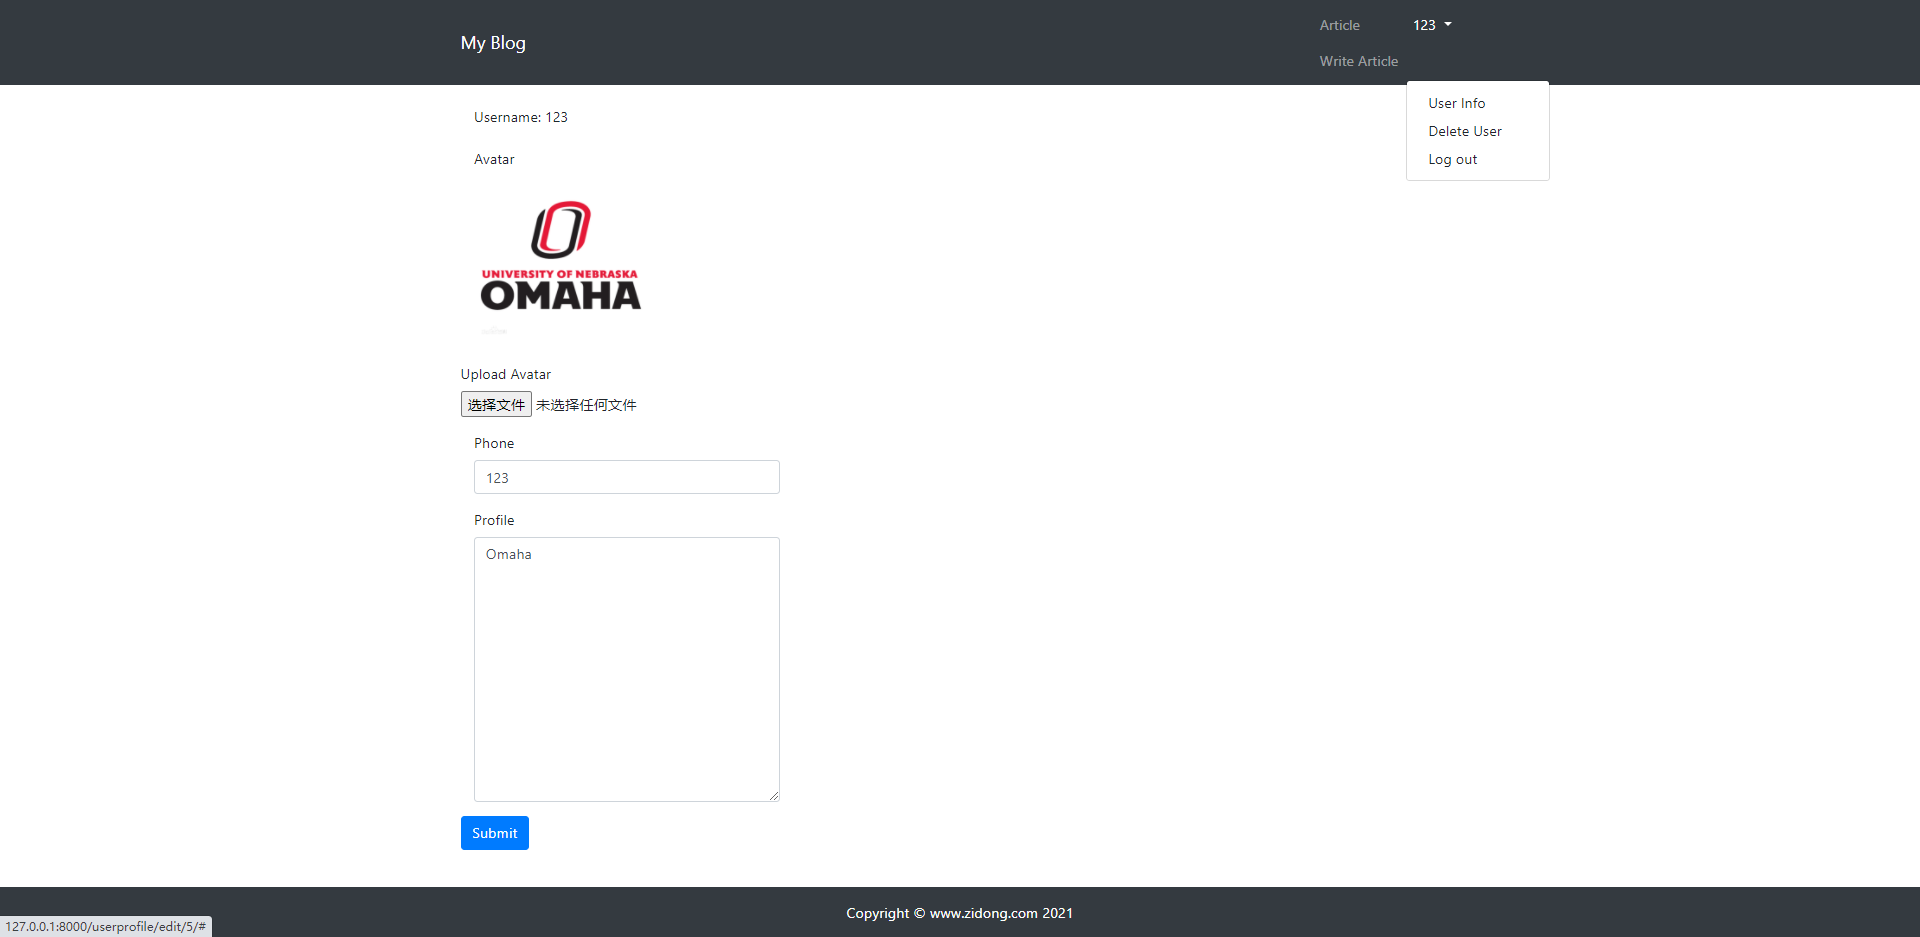 My Blog
Article
123
Write Article
User Info
Delete User
Log out
Username: 123
Avatar
UNIVERSITY OF NEBRASKA
OMAHA
Upload Avatar
选择文件 未选择任何文件
Phone
123
Profile
Omaha
Submit
Copyright © www.zidong.com 2021
127.0.0.1:8000/userprofile/edit/5/#